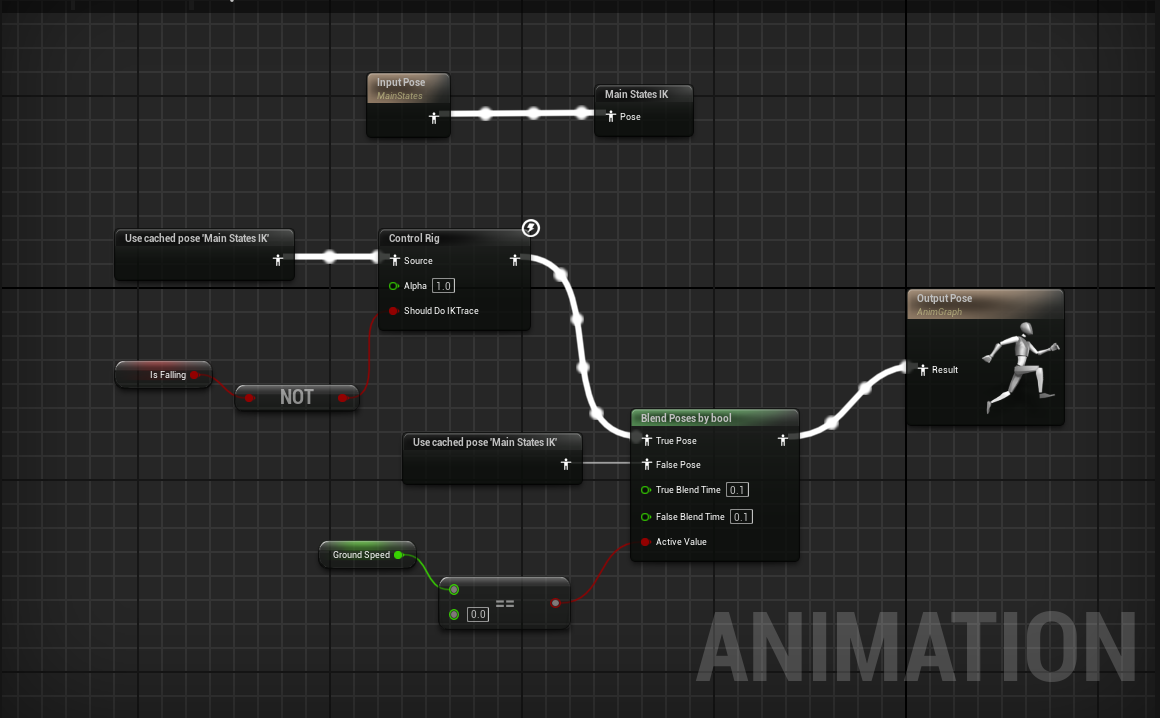 Input Pose
MainStates
Main States IK
Pose
Use cached pose 'Main States IK'
Control Rig
Source
Alpha 1.0
Should Do IKTrace
Is Falling
NOT
Output Pose
AnimGraph
Result
Use cached pose 'Main States IK'
Blend Poses by bool
True Pose
False Pose
True Blend Time 0.1
False Blend Time 0.1
Active Value
Ground Speed
==
0.0
ANIMATION